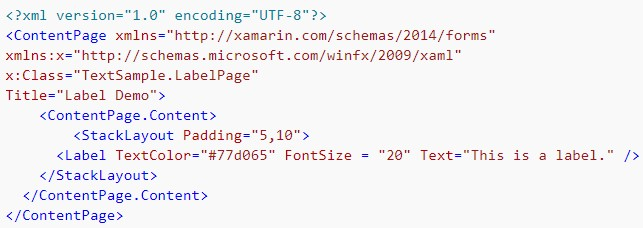 <?xml version="1.0" encoding="UTF-8"?>
<ContentPage xmlns="http://xamarin.com/schemas/2014/forms"
xmlns:x="http://schemas.microsoft.com/winfx/2009/xaml"
x:Class="TextSample.LabelPage"
Title="Label Demo">
    <ContentPage.Content>
        <StackLayout Padding="5,10">
      <Label TextColor="#77d065" FontSize = "20" Text="This is a label." />
    </StackLayout>
  </ContentPage.Content>
</ContentPage>